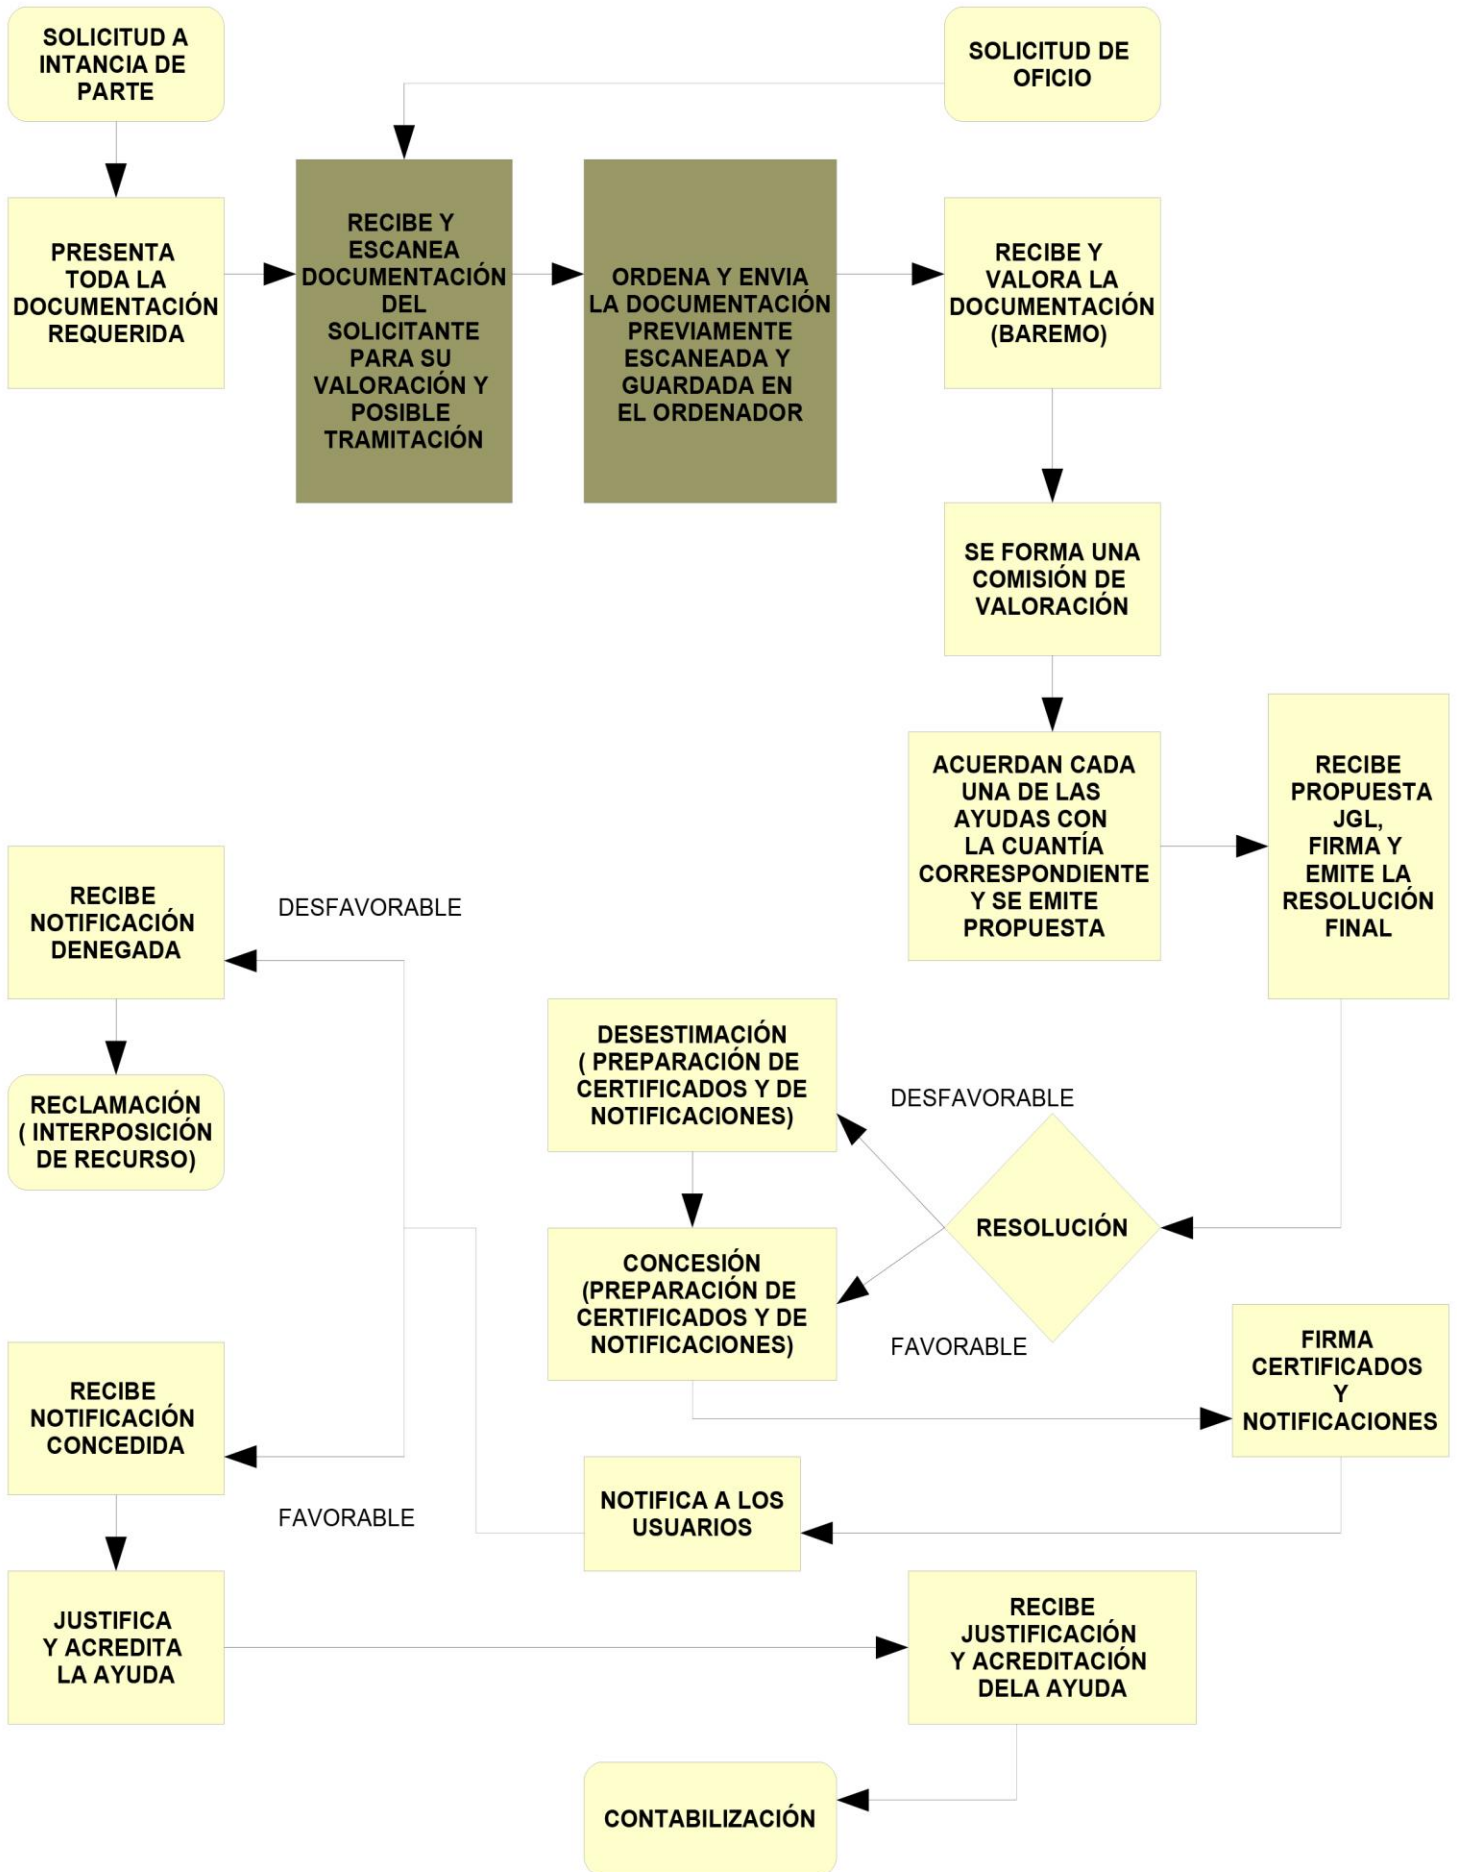 SOLICITUD A
INTANCIA DE
PARTE
SOLICITUD DE
OFICIO
PRESENTA
TODA LA
DOCUMENTACIÓN
REQUERIDA
RECIBE Y
ESCANEA
DOCUMENTACIÓN
DEL
SOLICITANTE
PARA SU
VALORACIÓN Y
POSIBLE
TRAMITACIÓN
ORDENA Y ENVIA
LA DOCUMENTACIÓN
PREVIAMENTE
ESCANEADA Y
GUARDADA EN
EL ORDENADOR
RECIBE Y
VALORA LA
DOCUMENTACIÓN
(BAREMO)
SE FORMA UNA
COMISIÓN DE
VALORACIÓN
ACUERDAN CADA
UNA DE LAS
AYUDAS CON
LA CUANTÍA
CORRESPONDIENTE
Y SE EMITE
PROPUESTA
RECIBE
PROPUESTA
JGL,
FIRMA Y
EMITE LA
RESOLUCIÓN
FINAL
RECIBE
NOTIFICACIÓN
DENEGADA
DESFAVORABLE
RECLAMACIÓN
( INTERPOSICIÓN
DE RECURSO)
DESESTIMACIÓN
( PREPARACIÓN DE
CERTIFICADOS Y DE
NOTIFICACIONES)
DESFAVORABLE
RESOLUCIÓN
CONCESIÓN
(PREPARACIÓN DE
CERTIFICADOS Y DE
NOTIFICACIONES)
FAVORABLE
FIRMA
CERTIFICADOS
Y
NOTIFICACIONES
RECIBE
NOTIFICACIÓN
CONCEDIDA
FAVORABLE
NOTIFICA A LOS
USUARIOS
JUSTIFICA
Y ACREDITA
LA AYUDA
RECIBE
JUSTIFICACIÓN
Y ACREDITACIÓN
DELA AYUDA
CONTABILIZACIÓN